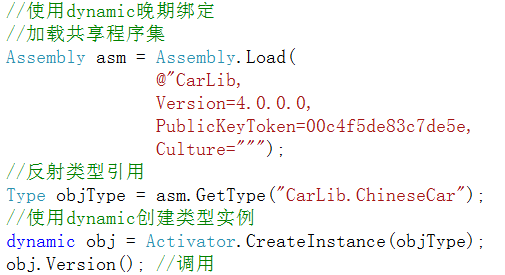 //使用dynamic晚期绑定
//加载共享程序集
Assembly asm = Assembly.Load(
@"CarLib,
Version=4.0.0.0,
PublicKeyToken=00c4f5de83c7de5e,
Culture=""");
//反射类型引用
Type objType = asm.GetType("CarLib.ChineseCar");
//使用dynamic创建类型实例
dynamic obj = Activator.CreateInstance(objType);
obj.Version(); //调用